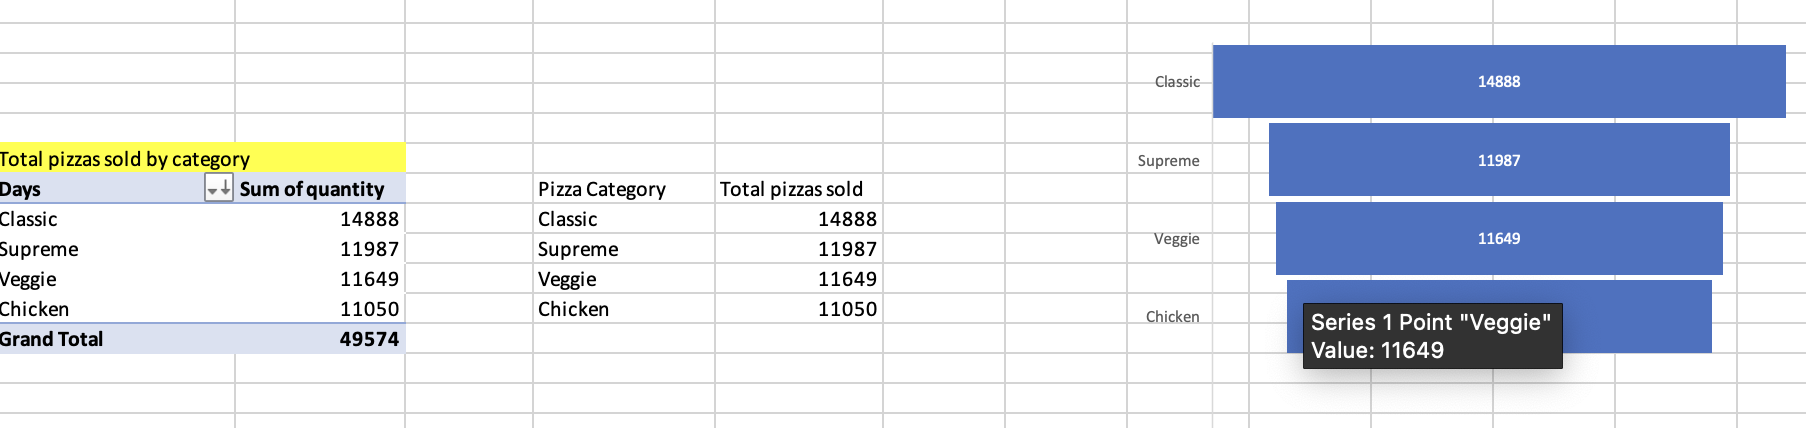 Total pizzas sold by category
Days Sum of quantity
Classic 14888
Supreme 11987
Veggie 11649
Chicken 11050
Grand Total 49574
Pizza Category Total pizzas sold
Classic 14888
Supreme 11987
Veggie 11649
Chicken 11050
Classic 14888
Supreme 11987
Veggie 11649
Chicken
Series 1 Point "Veggie"
Value: 11649